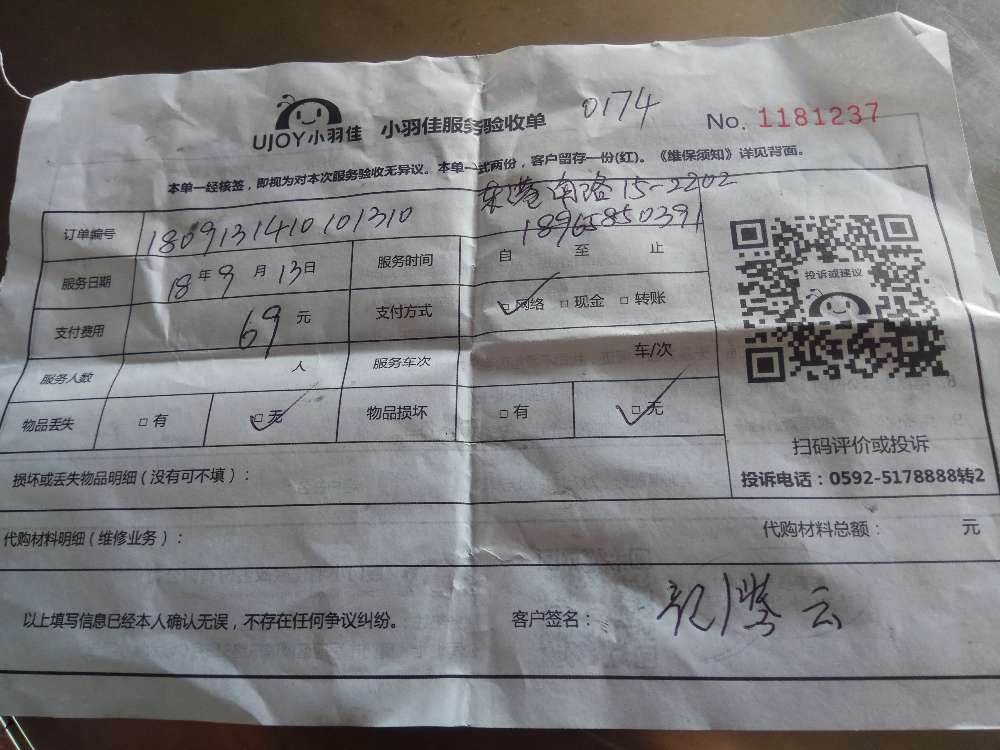 UJOY小羽佳 小羽佳服务验收单 0174 No. 1181237
本单一经核签，即视为对本次服务验收无异议。本单一式两份，客户留存一份(红)。《维保须知》详见背面。
南路15-2202
18965850391
订单编号 1809131410101310
服务日期 18年9月13日 服务时间 自 至 止
支付费用 69元 支付方式 □网络 □现金 □转账
服务人数 人 服务车次 车/次
物品丢失 □有 □无 物品损坏 □有 □无
投诉或建议
扫码评价或投诉
投诉电话：0592-5178888转2
损坏或丢失物品明细（没有可不填）：
代购材料明细（维修业务）： 代购材料总额： 元
以上填写信息已经本人确认无误，不存在任何争议纠纷。 客户签名： 云